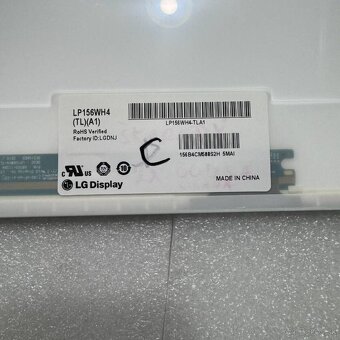 LP156WH4
(TL)(A1)
RoHS Verified
Factory ID:LGDNJ
LP156WH4-TLA1
C
LG Display
MADE IN CHINA